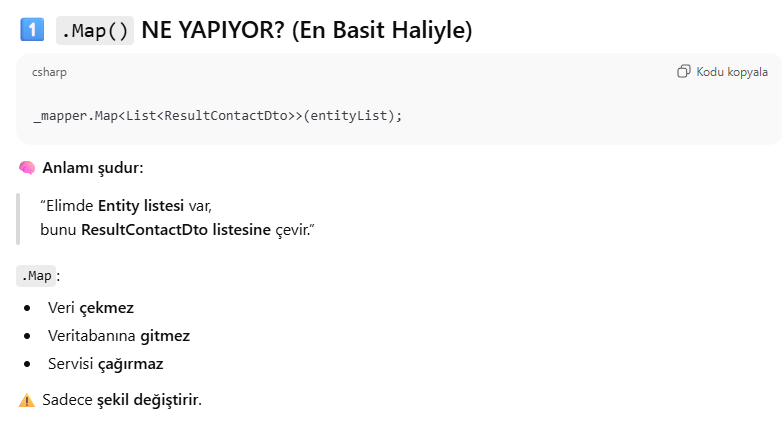 1 .Map() NE YAPIYOR? (En Basit Haliyle)
csharp
Kodu kopyala
_mapper.Map<List<ResultContactDto>>(entityList);
🧠 Anlamı şudur:
“Elimde Entity listesi var,
bunu ResultContactDto listesine çevir.”
.Map :
• Veri çekmez
• Veritabanına gitmez
• Servisi çağırmaz
⚠️ Sadece şekil değiştirir.